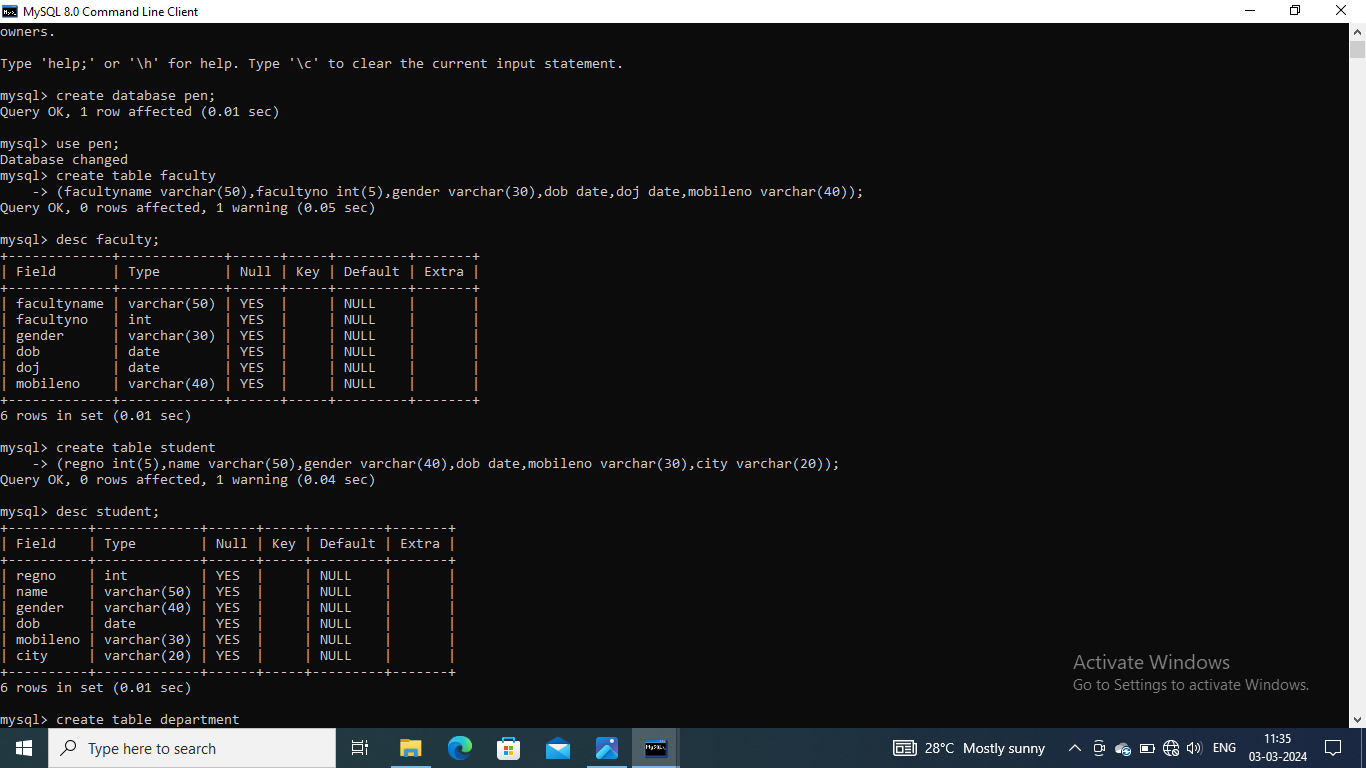 MySQL 8.0 Command Line Client
owners.
Type 'help;' or '\h' for help. Type '\c' to clear the current input statement.
mysql> create database pen;
Query OK, 1 row affected (0.01 sec)
mysql> use pen;
Database changed
mysql> create table faculty
    -> (facultyname varchar(50),facultyno int(5),gender varchar(30),dob date,doj date,mobileno varchar(40));
Query OK, 0 rows affected, 1 warning (0.05 sec)
mysql> desc faculty;
+-------------+-------------+------+-----+---------+-------+
| Field       | Type        | Null | Key | Default | Extra |
+-------------+-------------+------+-----+---------+-------+
| facultyname | varchar(50) | YES  |     | NULL    |       |
| facultyno   | int         | YES  |     | NULL    |       |
| gender      | varchar(30) | YES  |     | NULL    |       |
| dob         | date        | YES  |     | NULL    |       |
| doj         | date        | YES  |     | NULL    |       |
| mobileno    | varchar(40) | YES  |     | NULL    |       |
+-------------+-------------+------+-----+---------+-------+
6 rows in set (0.01 sec)
mysql> create table student
    -> (regno int(5),name varchar(50),gender varchar(40),dob date,mobileno varchar(30),city varchar(20));
Query OK, 0 rows affected, 1 warning (0.04 sec)
mysql> desc student;
+----------+-------------+------+-----+---------+-------+
| Field    | Type        | Null | Key | Default | Extra |
+----------+-------------+------+-----+---------+-------+
| regno    | int         | YES  |     | NULL    |       |
| name     | varchar(50) | YES  |     | NULL    |       |
| gender   | varchar(40) | YES  |     | NULL    |       |
| dob      | date        | YES  |     | NULL    |       |
| mobileno | varchar(30) | YES  |     | NULL    |       |
| city     | varchar(20) | YES  |     | NULL    |       |
+----------+-------------+------+-----+---------+-------+
6 rows in set (0.01 sec)
mysql> create table department
Activate Windows
Go to Settings to activate Windows.
Type here to search
MySQL
28°C Mostly sunny
ENG
11:35
03-03-2024